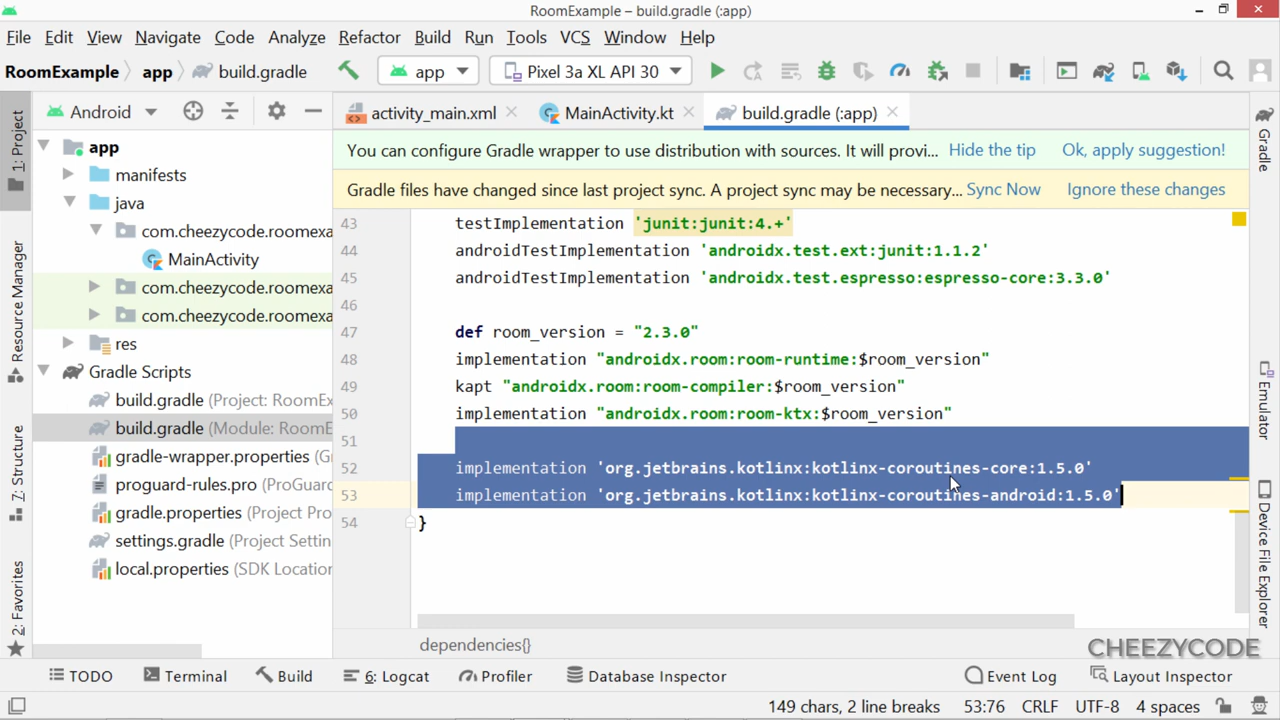 RoomExample – build.gradle (:app)
File Edit View Navigate Code Analyze Refactor Build Run Tools VCS Window Help
RoomExample app build.gradle app Pixel 3a XL API 30
Android activity_main.xml MainActivity.kt build.gradle (:app)
1: Project
Resource Manager
7: Structure
2: Favorites
app
manifests
java
com.cheezycode.roomexa
MainActivity
com.cheezycode.roomexa
com.cheezycode.roomexa
res
Gradle Scripts
build.gradle (Project: RoomEx
build.gradle (Module: RoomE
gradle-wrapper.properties (G
proguard-rules.pro (ProGuar
gradle.properties (Project Pro
settings.gradle (Project Settin
local.properties (SDK Location
You can configure Gradle wrapper to use distribution with sources. It will provi... Hide the tip Ok, apply suggestion!
Gradle files have changed since last project sync. A project sync may be necessary... Sync Now Ignore these changes
43 testImplementation 'junit:junit:4.+'
44 androidTestImplementation 'androidx.test.ext:junit:1.1.2'
45 androidTestImplementation 'androidx.test.espresso:espresso-core:3.3.0'
46
47 def room_version = "2.3.0"
48 implementation "androidx.room:room-runtime:$room_version"
49 kapt "androidx.room:room-compiler:$room_version"
50 implementation "androidx.room:room-ktx:$room_version"
51
52 implementation 'org.jetbrains.kotlinx:kotlinx-coroutines-core:1.5.0'
53 implementation 'org.jetbrains.kotlinx:kotlinx-coroutines-android:1.5.0'
54 }
dependencies{}
CHEEZYCODE
Gradle
Emulator
Device File Explorer
TODO Terminal Build 6: Logcat Profiler Database Inspector Event Log Layout Inspector
149 chars, 2 line breaks 53:76 CRLF UTF-8 4 spaces